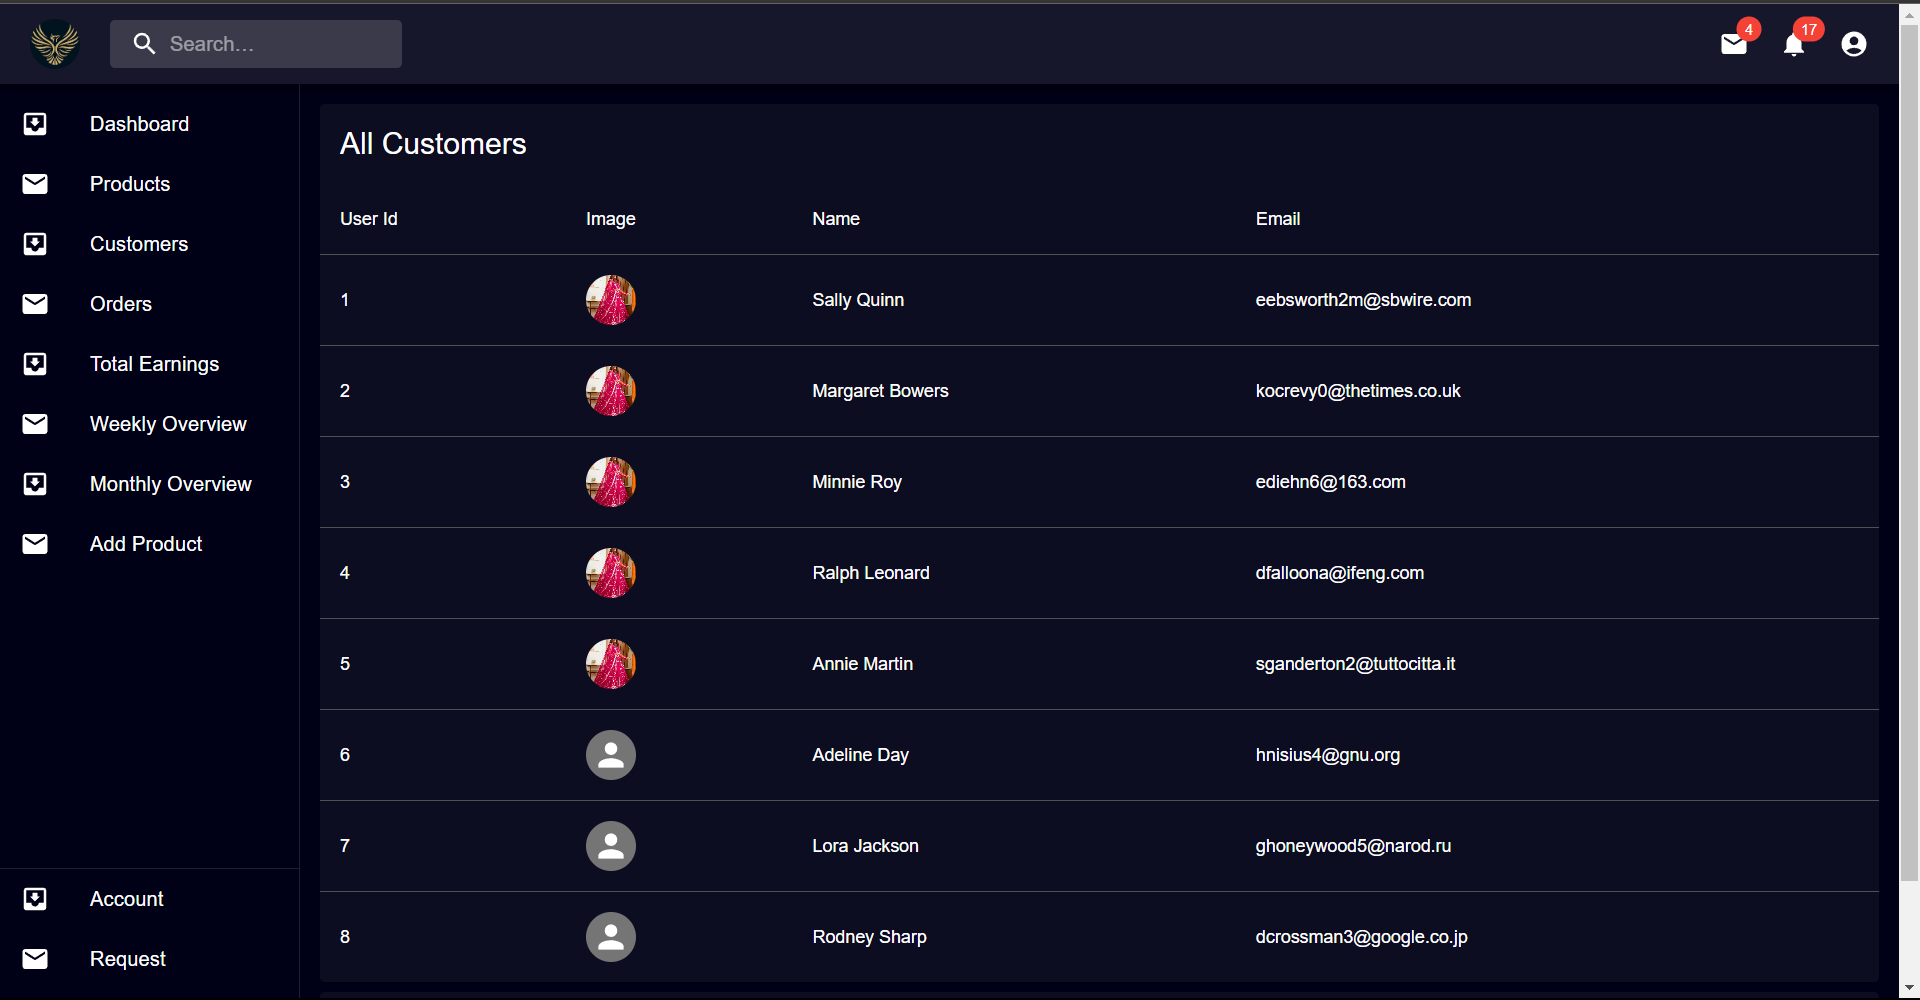 Search…
4
17
Dashboard
Products
Customers
Orders
Total Earnings
Weekly Overview
Monthly Overview
Add Product
Account
Request
All Customers
User Id Image Name Email
1 Sally Quinn eebsworth2m@sbwire.com
2 Margaret Bowers kocrevy0@thetimes.co.uk
3 Minnie Roy ediehn6@163.com
4 Ralph Leonard dfalloona@ifeng.com
5 Annie Martin sganderton2@tuttocitta.it
6 Adeline Day hnisius4@gnu.org
7 Lora Jackson ghoneywood5@narod.ru
8 Rodney Sharp dcrossman3@google.co.jp